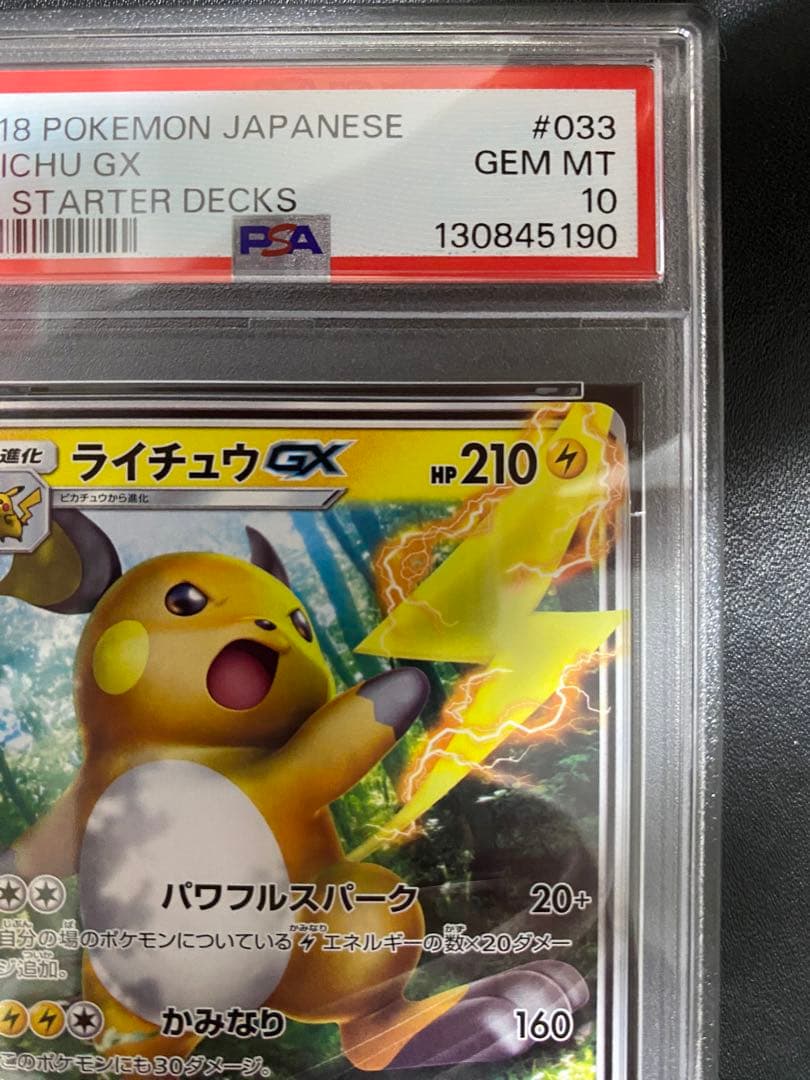 18 POKEMON JAPANESE #033
ICHU GX GEM MT
STARTER DECKS 10
PSA 130845190
進化 ライチュウGX HP210
ピカチュウから進化
パワフルスパーク 20+
自分の場のポケモンについているエネルギーの数×20ダメー
ジ追加。
かみなり 160
このポケモンにも30ダメージ。